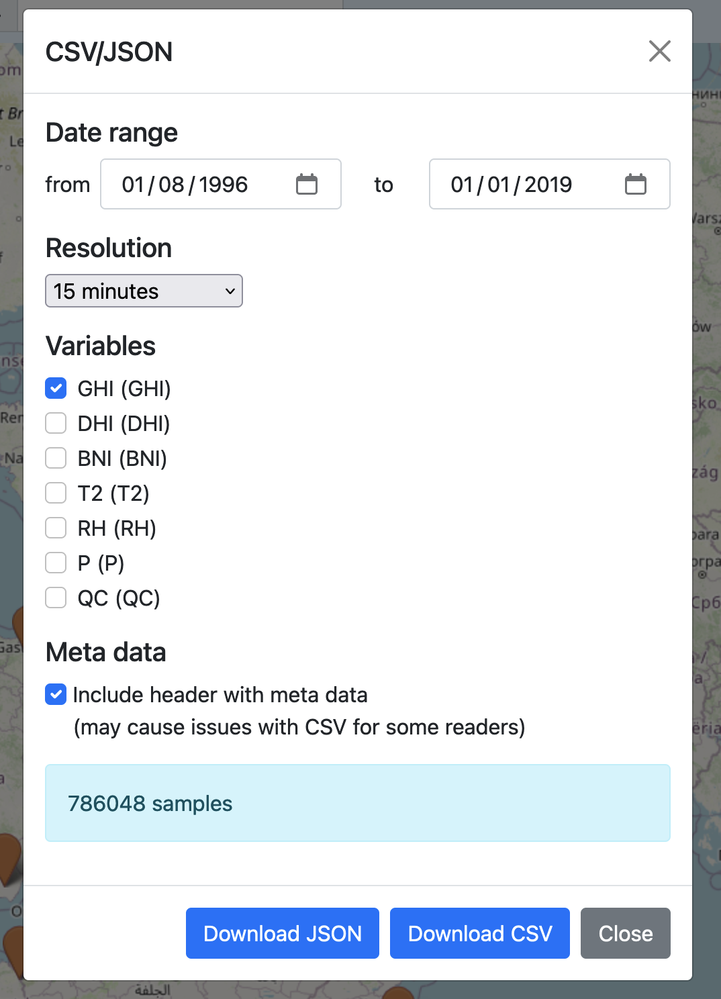 CSV/JSON
Date range
from 01/08/1996 to 01/01/2019
Resolution
15 minutes
Variables
GHI (GHI)
DHI (DHI)
BNI (BNI)
T2 (T2)
RH (RH)
P (P)
QC (QC)
Meta data
Include header with meta data
(may cause issues with CSV for some readers)
786048 samples
Download JSON
Download CSV
Close
الجلفة